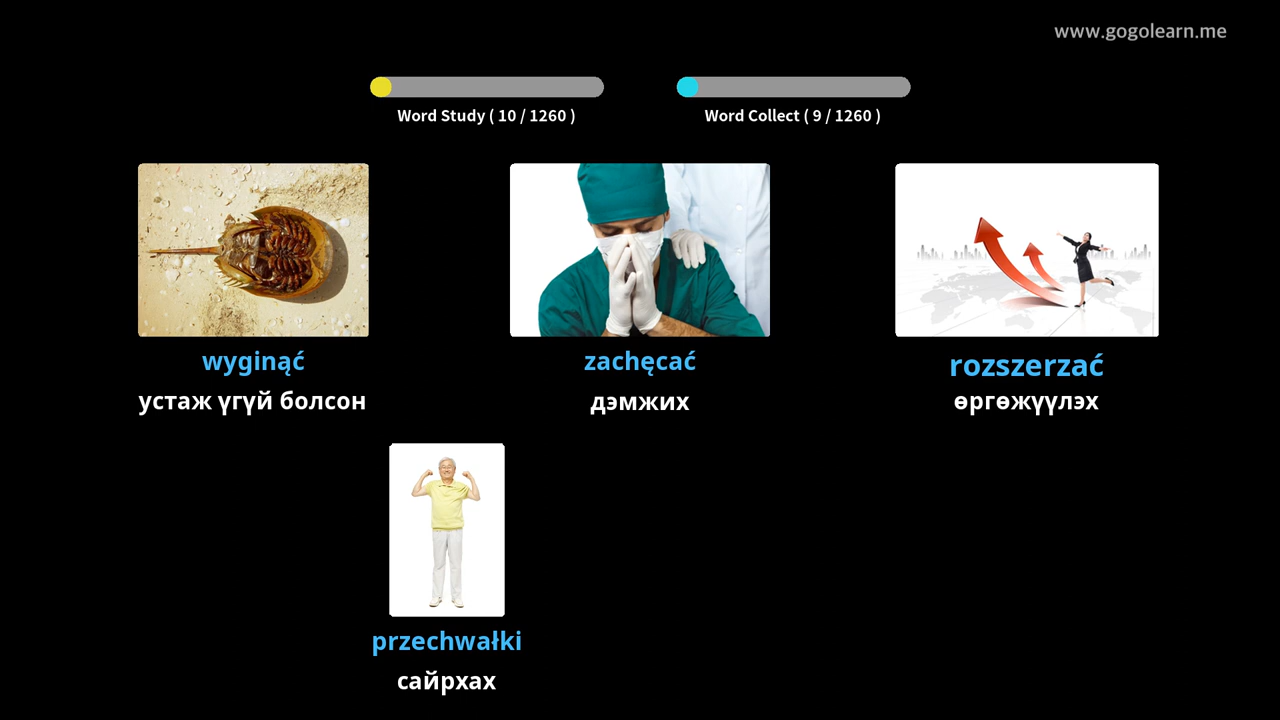 www.gogolearn.me
Word Study ( 10 / 1260 )
Word Collect ( 9 / 1260 )
wyginąć
zachęcać
rozszerzać
устаж үгүй болсон
дэмжих
өргөжүүлэх
przechwałki
сайрхах